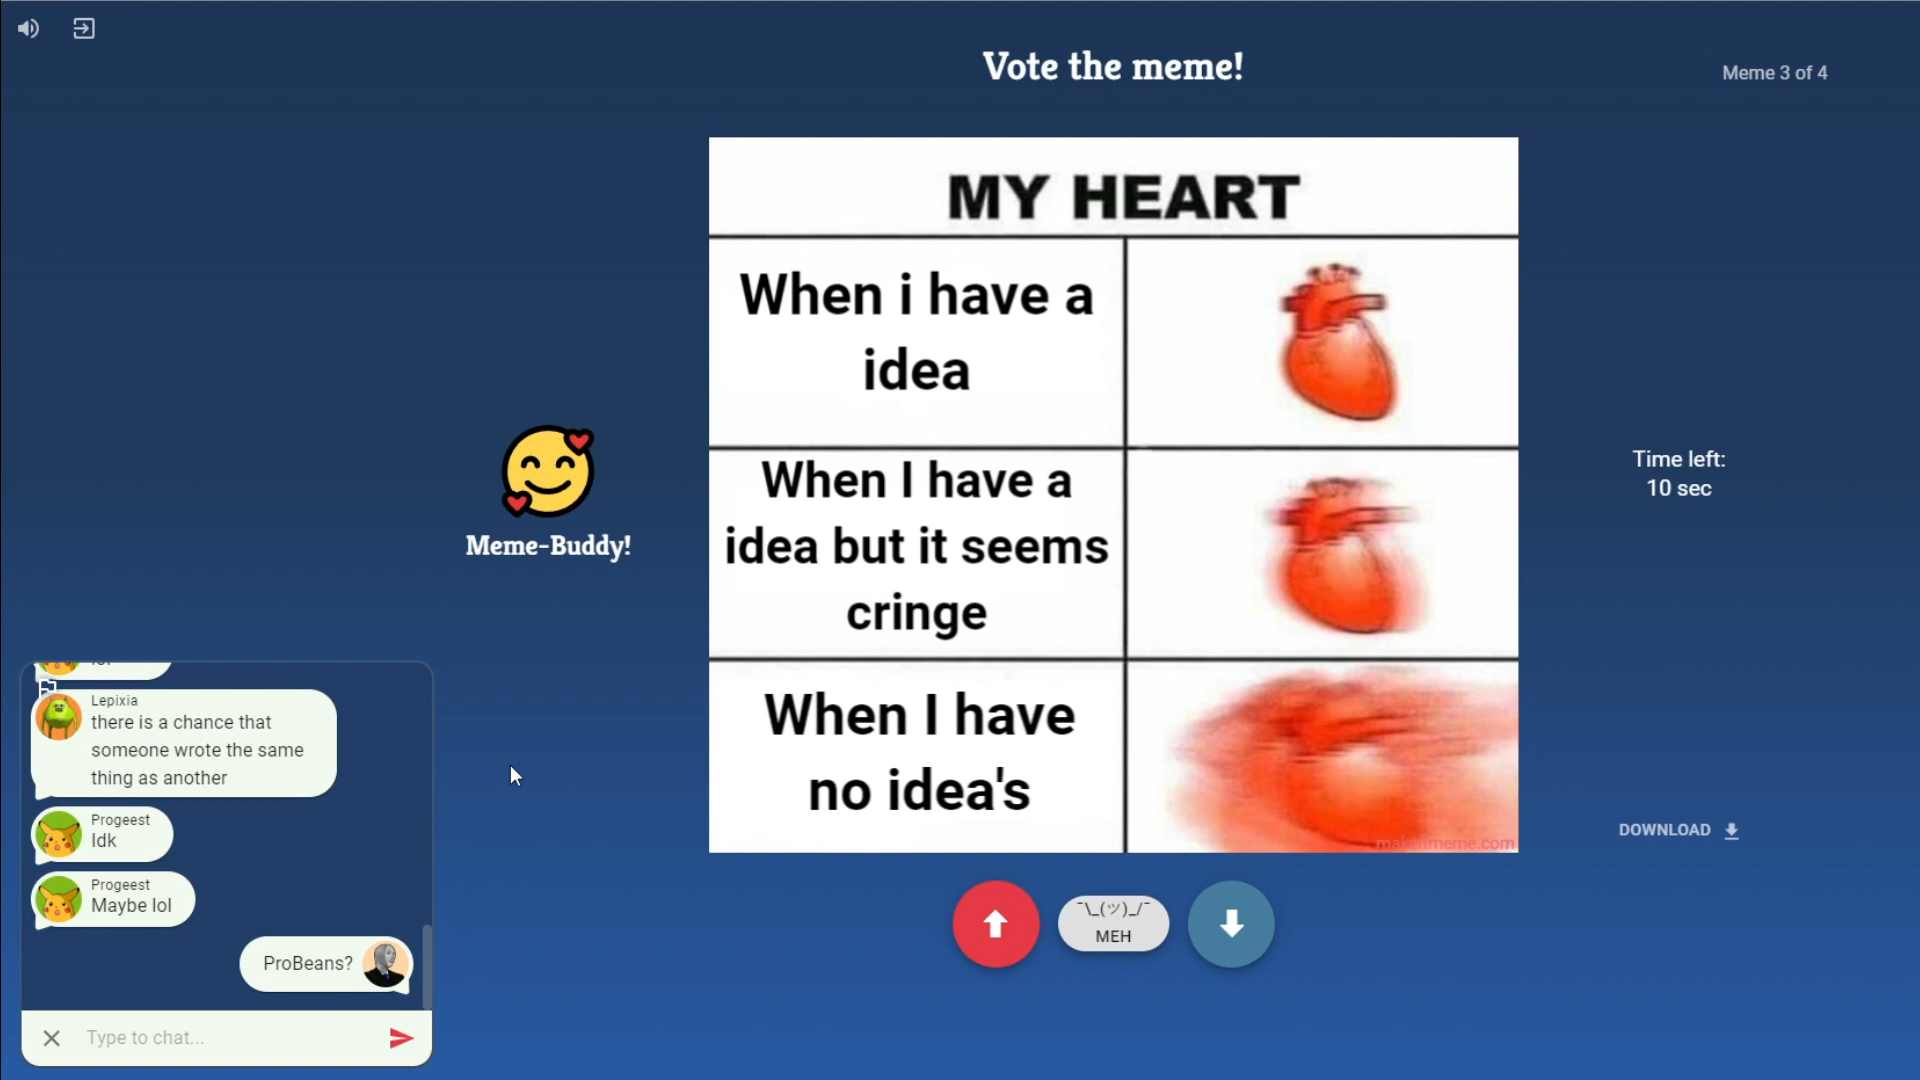 Vote the meme!
Meme 3 of 4
MY HEART
When i have a
idea
When I have a
idea but it seems
cringe
When I have
no idea's
makeitmeme.com
Meme-Buddy!
Time left:
10 sec
DOWNLOAD
¯\_(ツ)_/¯
MEH
Lepixia
there is a chance that
someone wrote the same
thing as another
Progeest
Idk
Progeest
Maybe lol
ProBeans?
Type to chat...